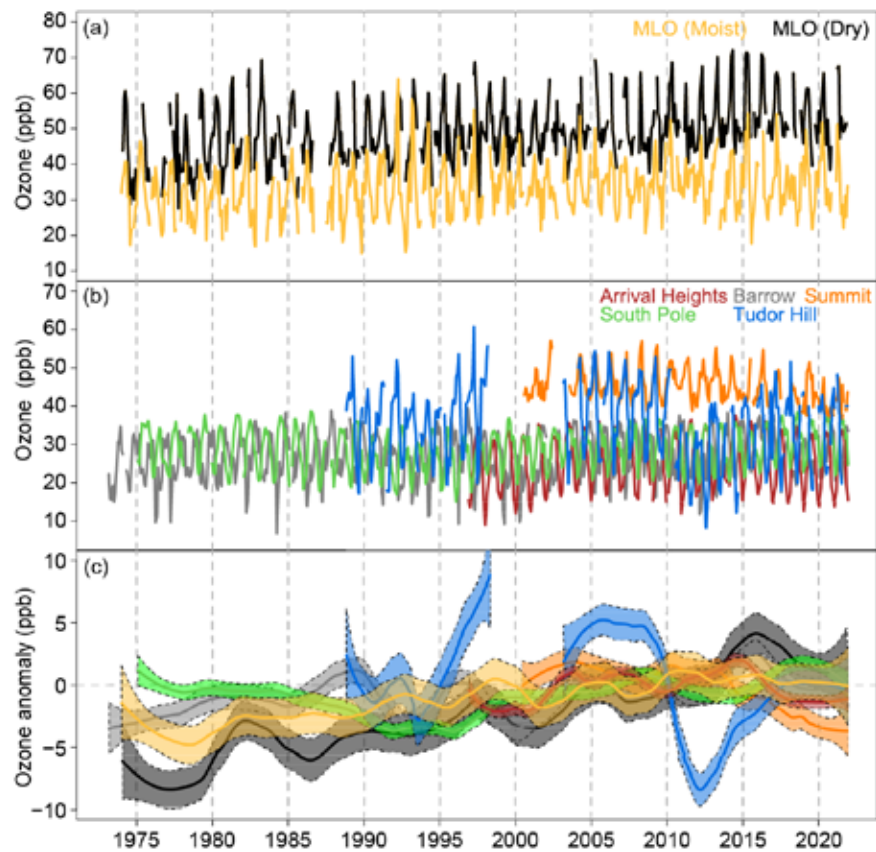 (a) MLO (Moist) MLO (Dry)
Ozone (ppb)
80
70
60
50
40
30
20
10
(b) Arrival Heights Barrow Summit
South Pole Tudor Hill
Ozone (ppb)
70
60
50
40
30
20
10
(c)
Ozone anomaly (ppb)
10
5
0
−5
−10
1975 1980 1985 1990 1995 2000 2005 2010 2015 2020